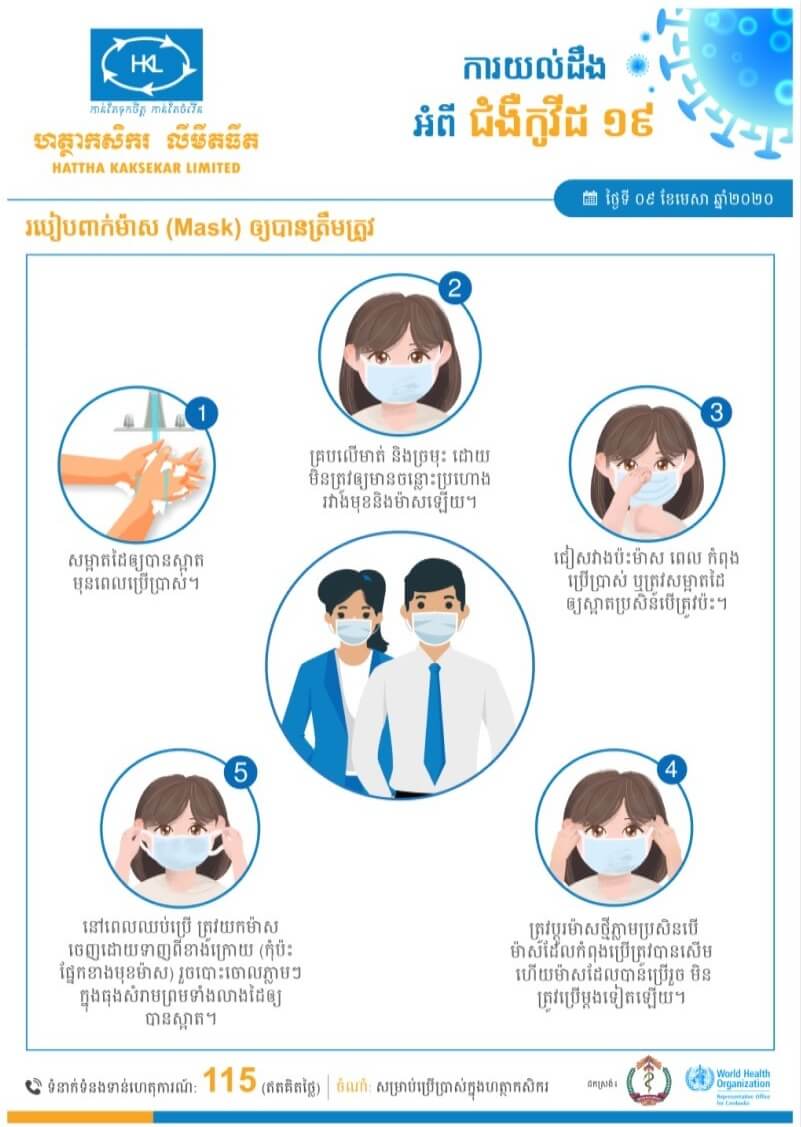 HKL
កាន់តែទុកចិត្ត កាន់តែចំរើន
ហត្ថាកសិករ លីមីតធីត
HATTHA KAKSEKAR LIMITED
ការយល់ដឹង
អំពី ជំងឺកូវីដ ១៩
ថ្ងៃទី ០៩ ខែមេសា ឆ្នាំ២០២០
របៀបពាក់ម៉ាស (Mask) ឲ្យបានត្រឹមត្រូវ
1
សម្អាតដៃឲ្យបានស្អាត
មុនពេលប្រើប្រាស់។
2
គ្របលើមាត់ និងច្រមុះ ដោយ
មិនត្រូវឲ្យមានចន្លោះប្រហោង
រវាងមុខនិងម៉ាសឡើយ។
3
ជៀសវាងប៉ះម៉ាស ពេល កំពុង
ប្រើប្រាស់ ឬត្រូវសម្អាតដៃ
ឲ្យស្អាតប្រសិន៍បើត្រូវប៉ះ។
4
ត្រូវប្តូរម៉ាសថ្មីភ្លាមប្រសិនបើ
ម៉ាស់ដែលកំពុងប្រើត្រូវបានសើម
ហើយម៉ាសដែលបានប្រើរួច មិន
ត្រូវប្រើម្តងទៀតឡើយ។
5
នៅពេលឈប់ប្រើ ត្រូវយកម៉ាស
ចេញដោយទាញពីខាងក្រោយ (កុំប៉ះ
ផ្នែកខាងមុខម៉ាស) រួចបោះចោលភ្លាមៗ
ក្នុងធុងសំរាមព្រមទាំងលាងដៃឲ្យ
បានស្អាត។
ទំនាក់ទំនងទាន់ហេតុការណ៍: 115 (ឥតគិតថ្លៃ) ចំណាំ: សម្រាប់ប្រើប្រាស់ក្នុងហត្ថាកសិករ
ដកស្រង់ៈ
World Health
Organization
Representative Office
for Cambodia